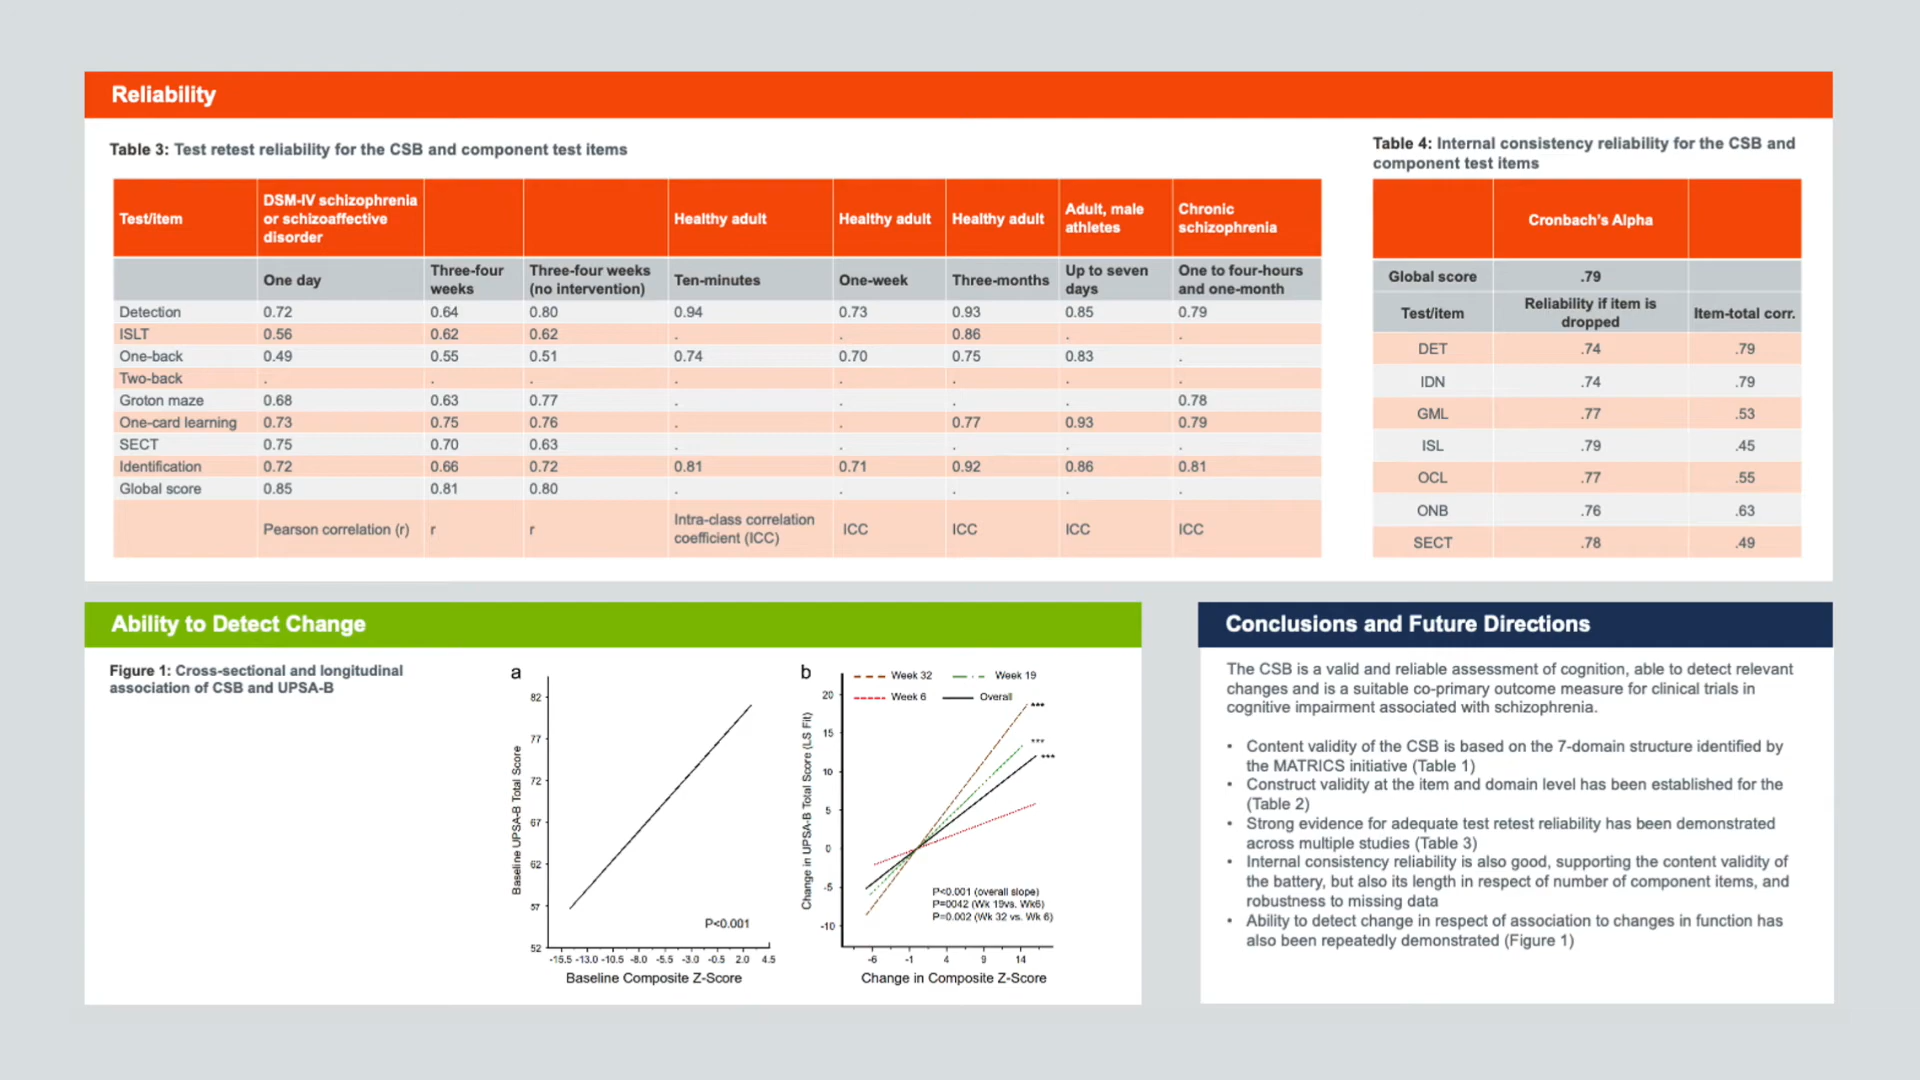 Reliability
Table 3: Test retest reliability for the CSB and component test items
Test/item DSM-IV schizophrenia or schizoaffective disorder Healthy adult Healthy adult Healthy adult Adult, male athletes Chronic schizophrenia
One day Three-four weeks Three-four weeks (no intervention) Ten-minutes One-week Three-months Up to seven days One to four-hours and one-month
Detection 0.72 0.64 0.80 0.94 0.73 0.93 0.85 0.79
ISLT 0.56 0.62 0.62 . . 0.86 . .
One-back 0.49 0.55 0.51 0.74 0.70 0.75 0.83 .
Two-back . . . . . . . .
Groton maze 0.68 0.63 0.77 . . . . 0.78
One-card learning 0.73 0.75 0.76 . . 0.77 0.93 0.79
SECT 0.75 0.70 0.63 . . . . .
Identification 0.72 0.66 0.72 0.81 0.71 0.92 0.86 0.81
Global score 0.85 0.81 0.80 . . . . .
Pearson correlation (r) r r Intra-class correlation coefficient (ICC) ICC ICC ICC ICC
Table 4: Internal consistency reliability for the CSB and
component test items
Cronbach's Alpha
Global score .79
Test/item Reliability if item is dropped Item-total corr.
DET .74 .79
IDN .74 .79
GML .77 .53
ISL .79 .45
OCL .77 .55
ONB .76 .63
SECT .78 .49
Ability to Detect Change
Figure 1: Cross-sectional and longitudinal
association of CSB and UPSA-B
a
Baseline UPSA-B Total Score
82
77
72
67
62
57
52
P<0.001
-15.5 -13.0 -10.5 -8.0 -5.5 -3.0 -0.5 2.0 4.5
Baseline Composite Z-Score
b
Week 32 Week 19
Week 6 Overall
Change in UPSA-B Total Score (LS Fit)
20
15
10
5
0
-5
-10
***
***
***
P<0.001 (overall slope)
P=0042 (Wk 19vs. Wk6)
P=0.002 (Wk 32 vs. Wk 6)
-6 -1 4 9 14
Change in Composite Z-Score
Conclusions and Future Directions
The CSB is a valid and reliable assessment of cognition, able to detect relevant
changes and is a suitable co-primary outcome measure for clinical trials in
cognitive impairment associated with schizophrenia.
• Content validity of the CSB is based on the 7-domain structure identified by
the MATRICS initiative (Table 1)
• Construct validity at the item and domain level has been established for the
(Table 2)
• Strong evidence for adequate test retest reliability has been demonstrated
across multiple studies (Table 3)
• Internal consistency reliability is also good, supporting the content validity of
the battery, but also its length in respect of number of component items, and
robustness to missing data
• Ability to detect change in respect of association to changes in function has
also been repeatedly demonstrated (Figure 1)